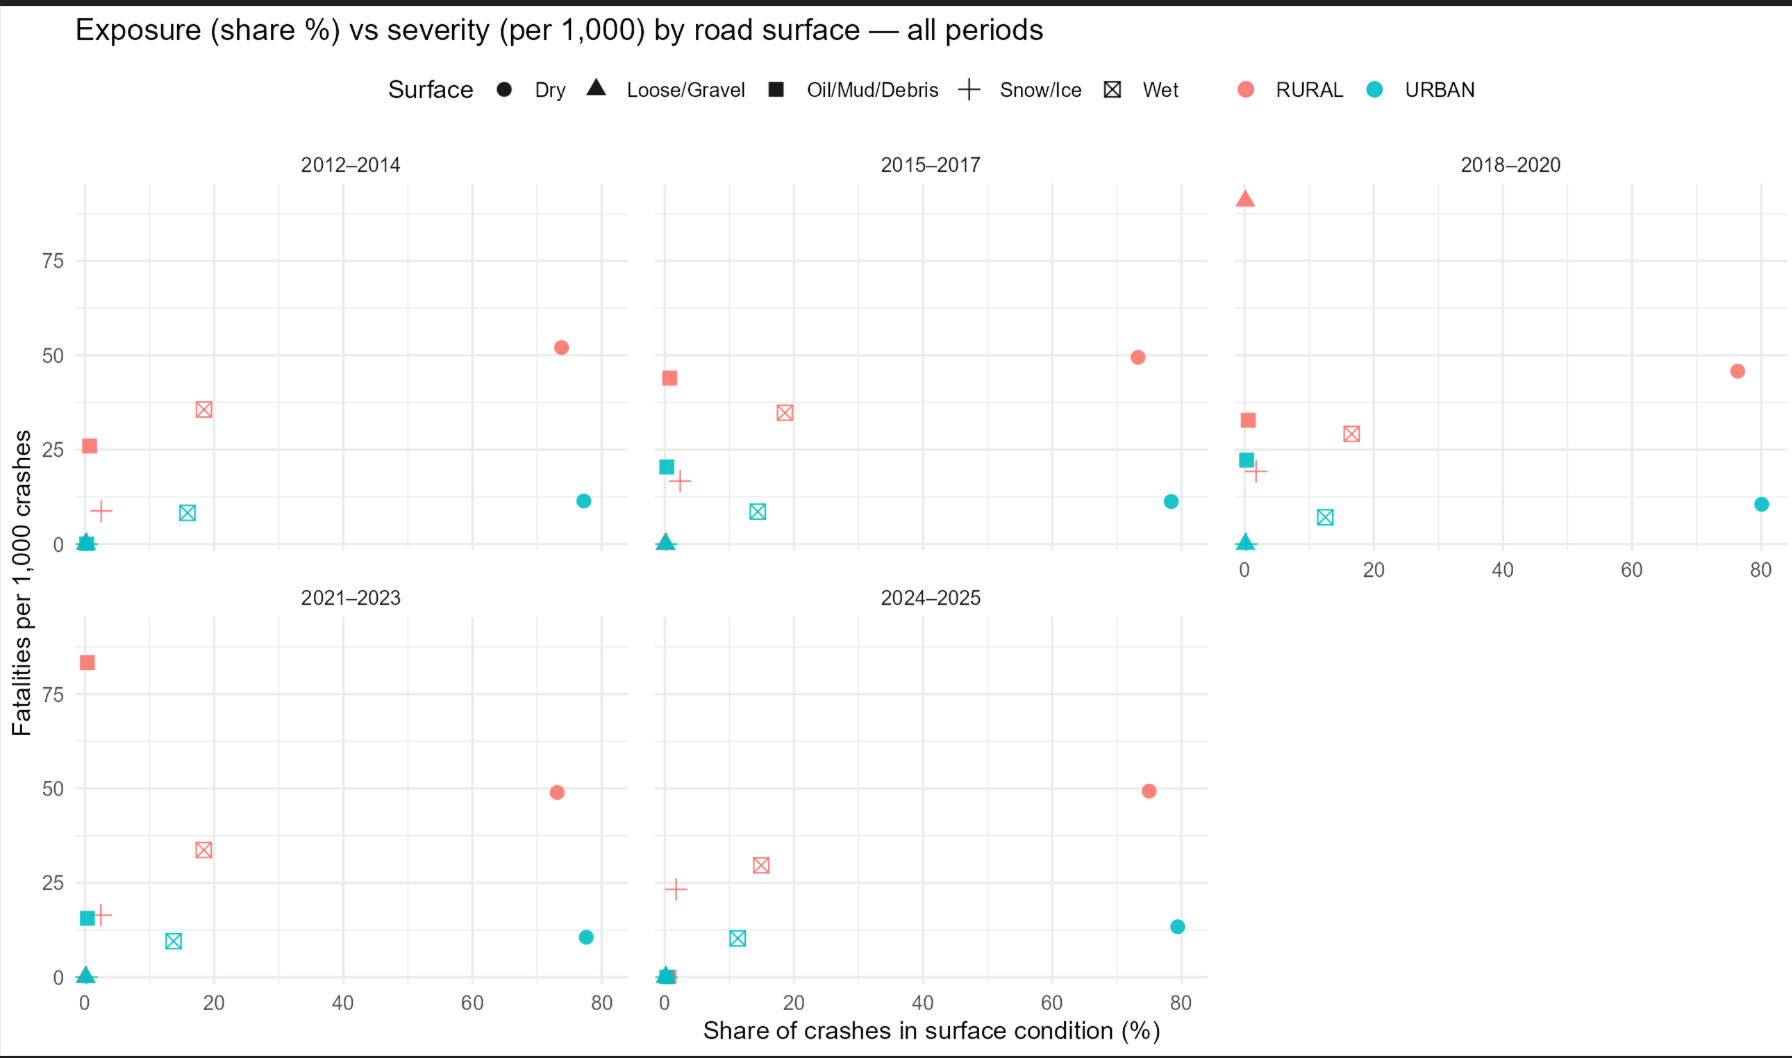 Exposure (share %) vs severity (per 1,000) by road surface — all periods
Surface Dry Loose/Gravel Oil/Mud/Debris Snow/Ice Wet RURAL URBAN
2012–2014 2015–2017 2018–2020
75
50
25
0
0 20 40 60 80
2021–2023 2024–2025
75
50
25
0
0 20 40 60 80 0 20 40 60 80
Fatalities per 1,000 crashes
Share of crashes in surface condition (%)